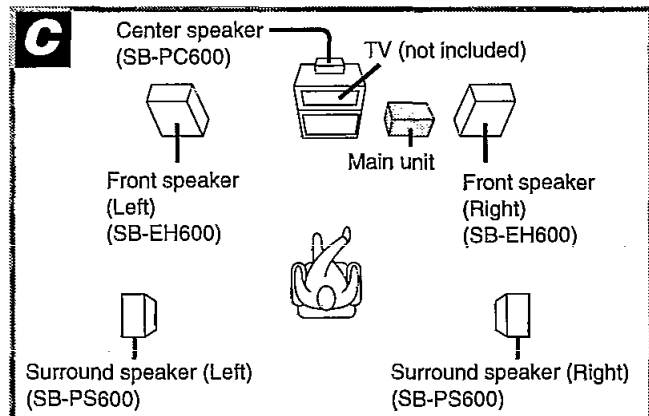 C
Center speaker
(SB-PC600)
TV (not included)
Main unit
Front speaker
(Left)
(SB-EH600)
Front speaker
(Right)
(SB-EH600)
Surround speaker (Left)
(SB-PS600)
Surround speaker (Right)
(SB-PS600)